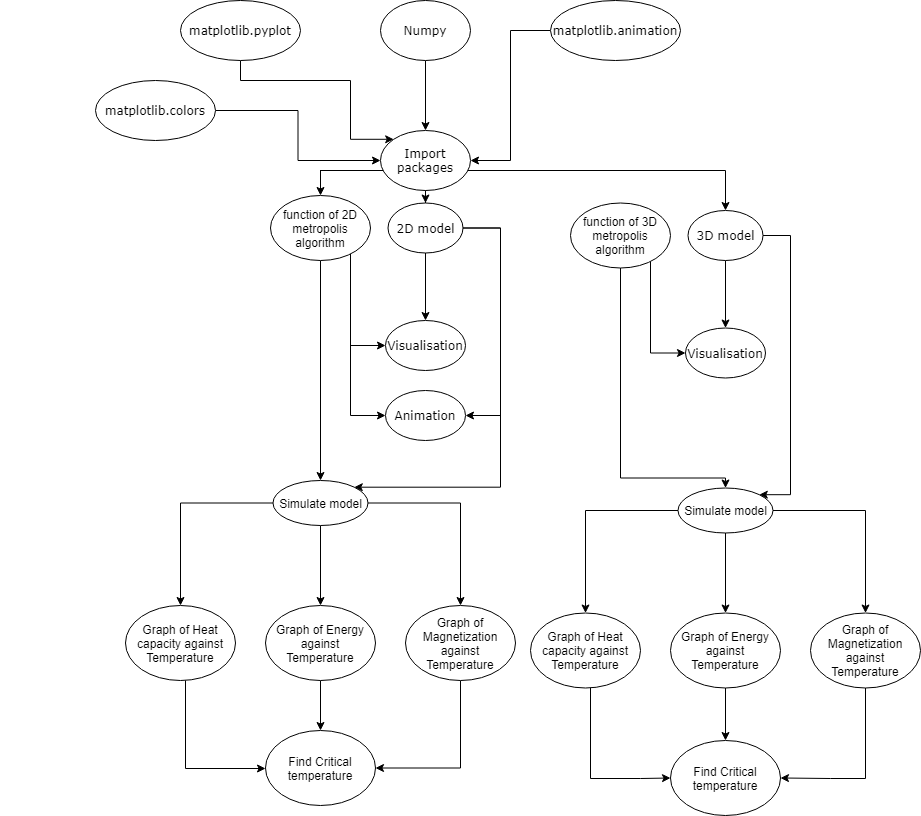 matplotlib.pyplot
Numpy
matplotlib.animation
matplotlib.colors
Import
packages
function of 2D
metropolis
algorithm
2D model
function of 3D
metropolis
algorithm
3D model
Visualisation
Visualisation
Animation
Simulate model
Simulate model
Graph of Heat
capacity against
Temperature
Graph of Energy
against
Temperature
Graph of
Magnetization
against
Temperature
Graph of Heat
capacity against
Temperature
Graph of Energy
against
Temperature
Graph of
Magnetization
against
Temperature
Find Critical
temperature
Find Critical
temperature